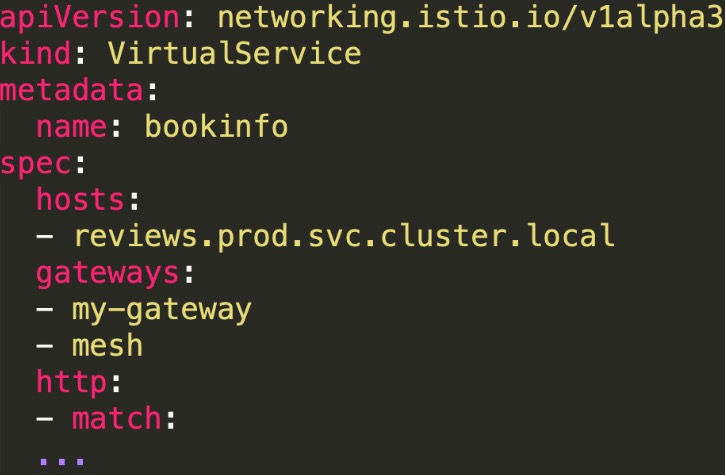 apiVersion: networking.istio.io/v1alpha3
kind: VirtualService
metadata:
  name: bookinfo
spec:
  hosts:
  - reviews.prod.svc.cluster.local
  gateways:
  - my-gateway
  - mesh
  http:
  - match:
  ...